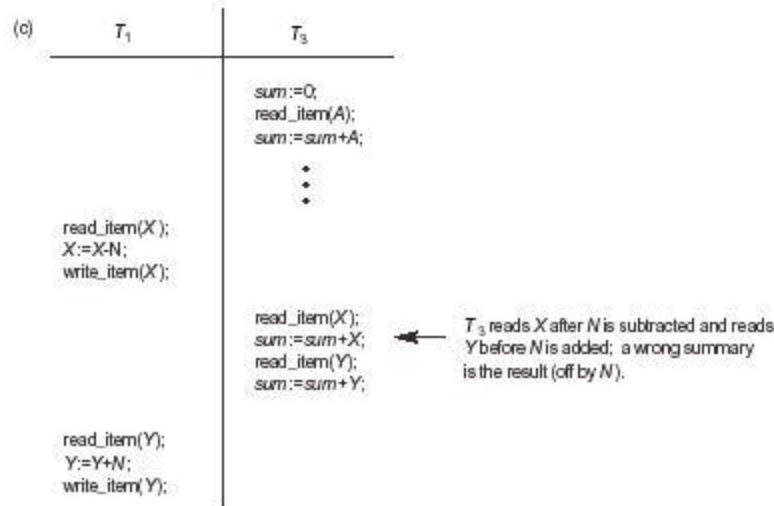 (c)
T1 T3
sum:=0;
read_item(A);
sum:=sum+A;
read_item(X);
X:=X-N;
write_item(X);
read_item(X);
sum:=sum+X;
read_item(Y);
sum:=sum+Y;
T3 reads X after N is subtracted and reads
Y before N is added; a wrong summary
is the result (off by N).
read_item(Y);
Y:=Y+N;
write_item(Y);